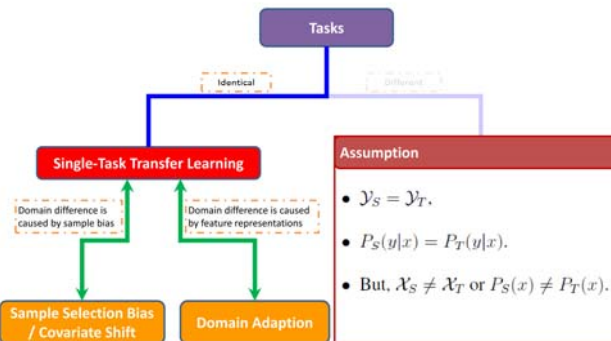 Tasks
Identical
Different
Single-Task Transfer Learning
Assumption
Domain difference is
caused by sample bias
Domain difference is caused
by feature representations
• 𝒴_S = 𝒴_T,
• P_S(y|x) = P_T(y|x).
• But, 𝒳_S ≠ 𝒳_T or P_S(x) ≠ P_T(x).
Sample Selection Bias
/ Covariate Shift
Domain Adaption